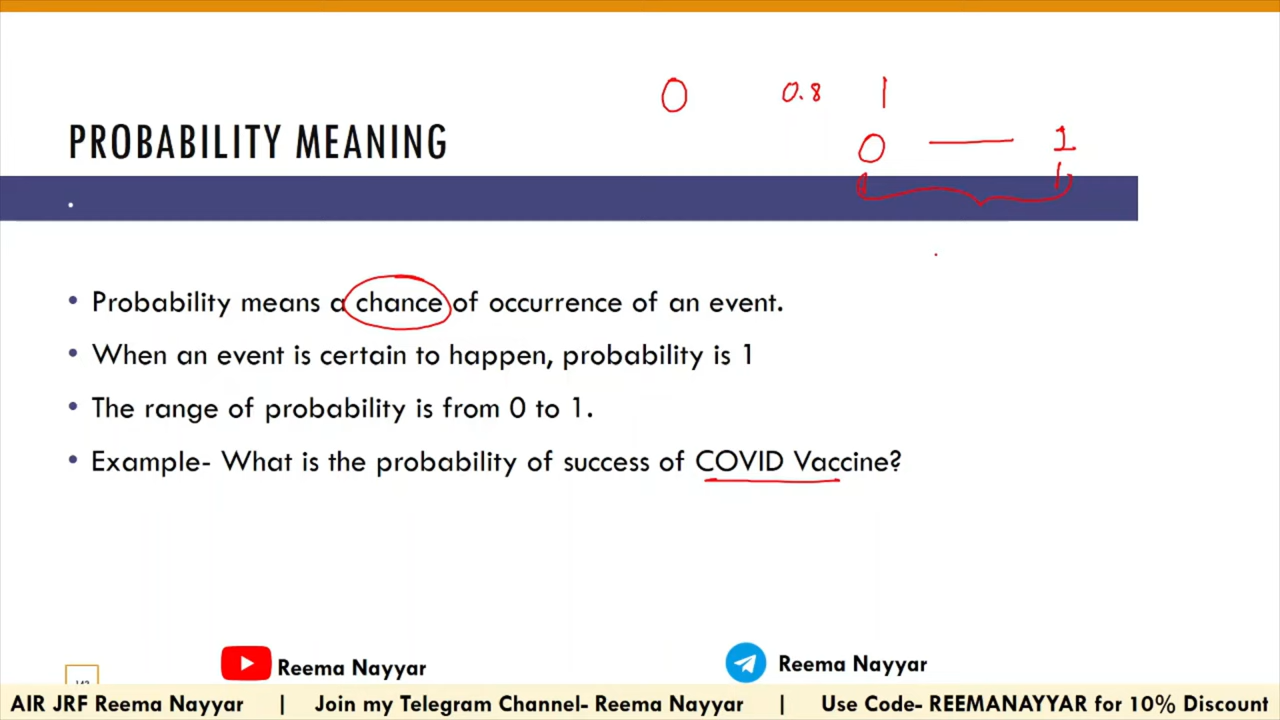 0 0.8 1
0 — 1
PROBABILITY MEANING
• Probability means a chance of occurrence of an event.
• When an event is certain to happen, probability is 1
• The range of probability is from 0 to 1.
• Example- What is the probability of success of COVID Vaccine?
Reema Nayyar
Reema Nayyar
AIR JRF Reema Nayyar | Join my Telegram Channel- Reema Nayyar | Use Code- REEMANAYYAR for 10% Discount